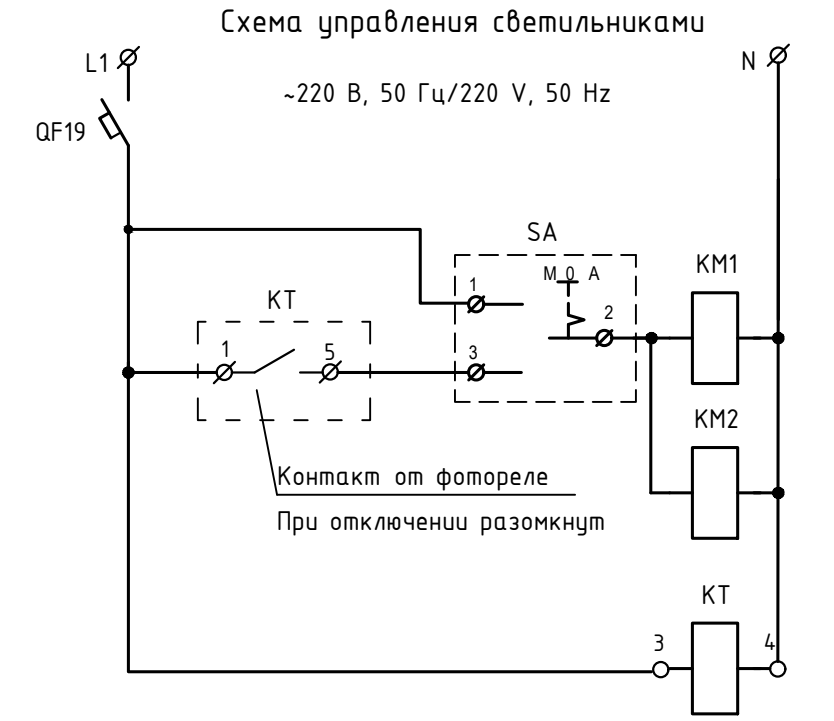 Схема управления светильниками
L1
N
~220 В, 50 Гц/220 V, 50 Hz
QF19
SA
M 0 A
KM1
1
2
KT
1
5
3
KM2
Контакт от фотореле
При отключении разомкнут
KT
3
4